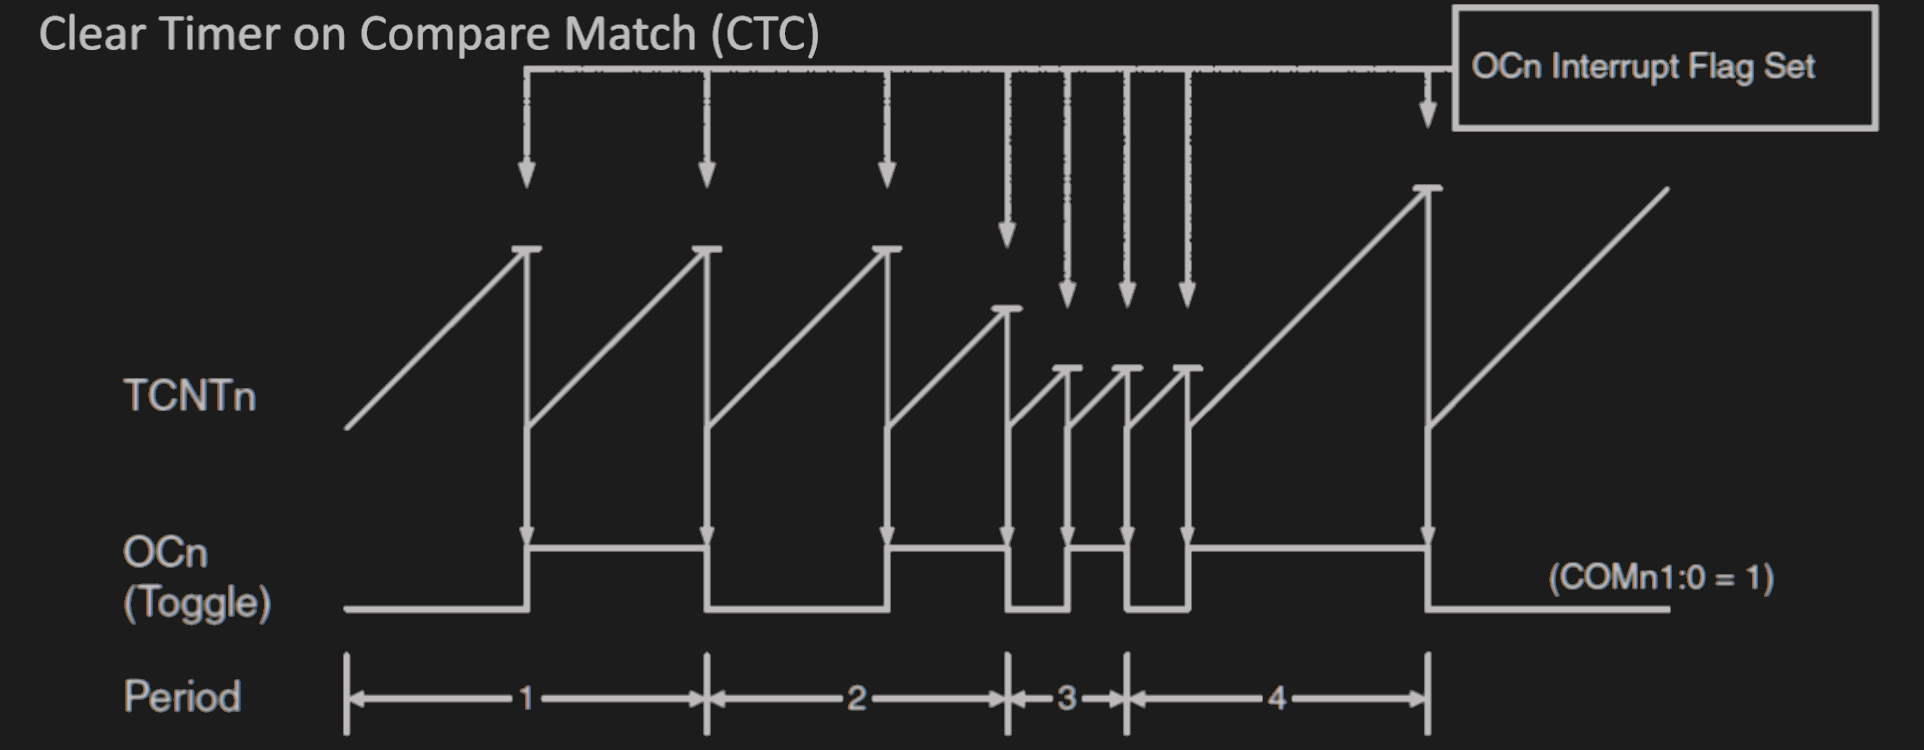 Clear Timer on Compare Match (CTC)
OCn Interrupt Flag Set
TCNTn
OCn
(Toggle)
(COMn1:0 = 1)
Period
1
2
3
4